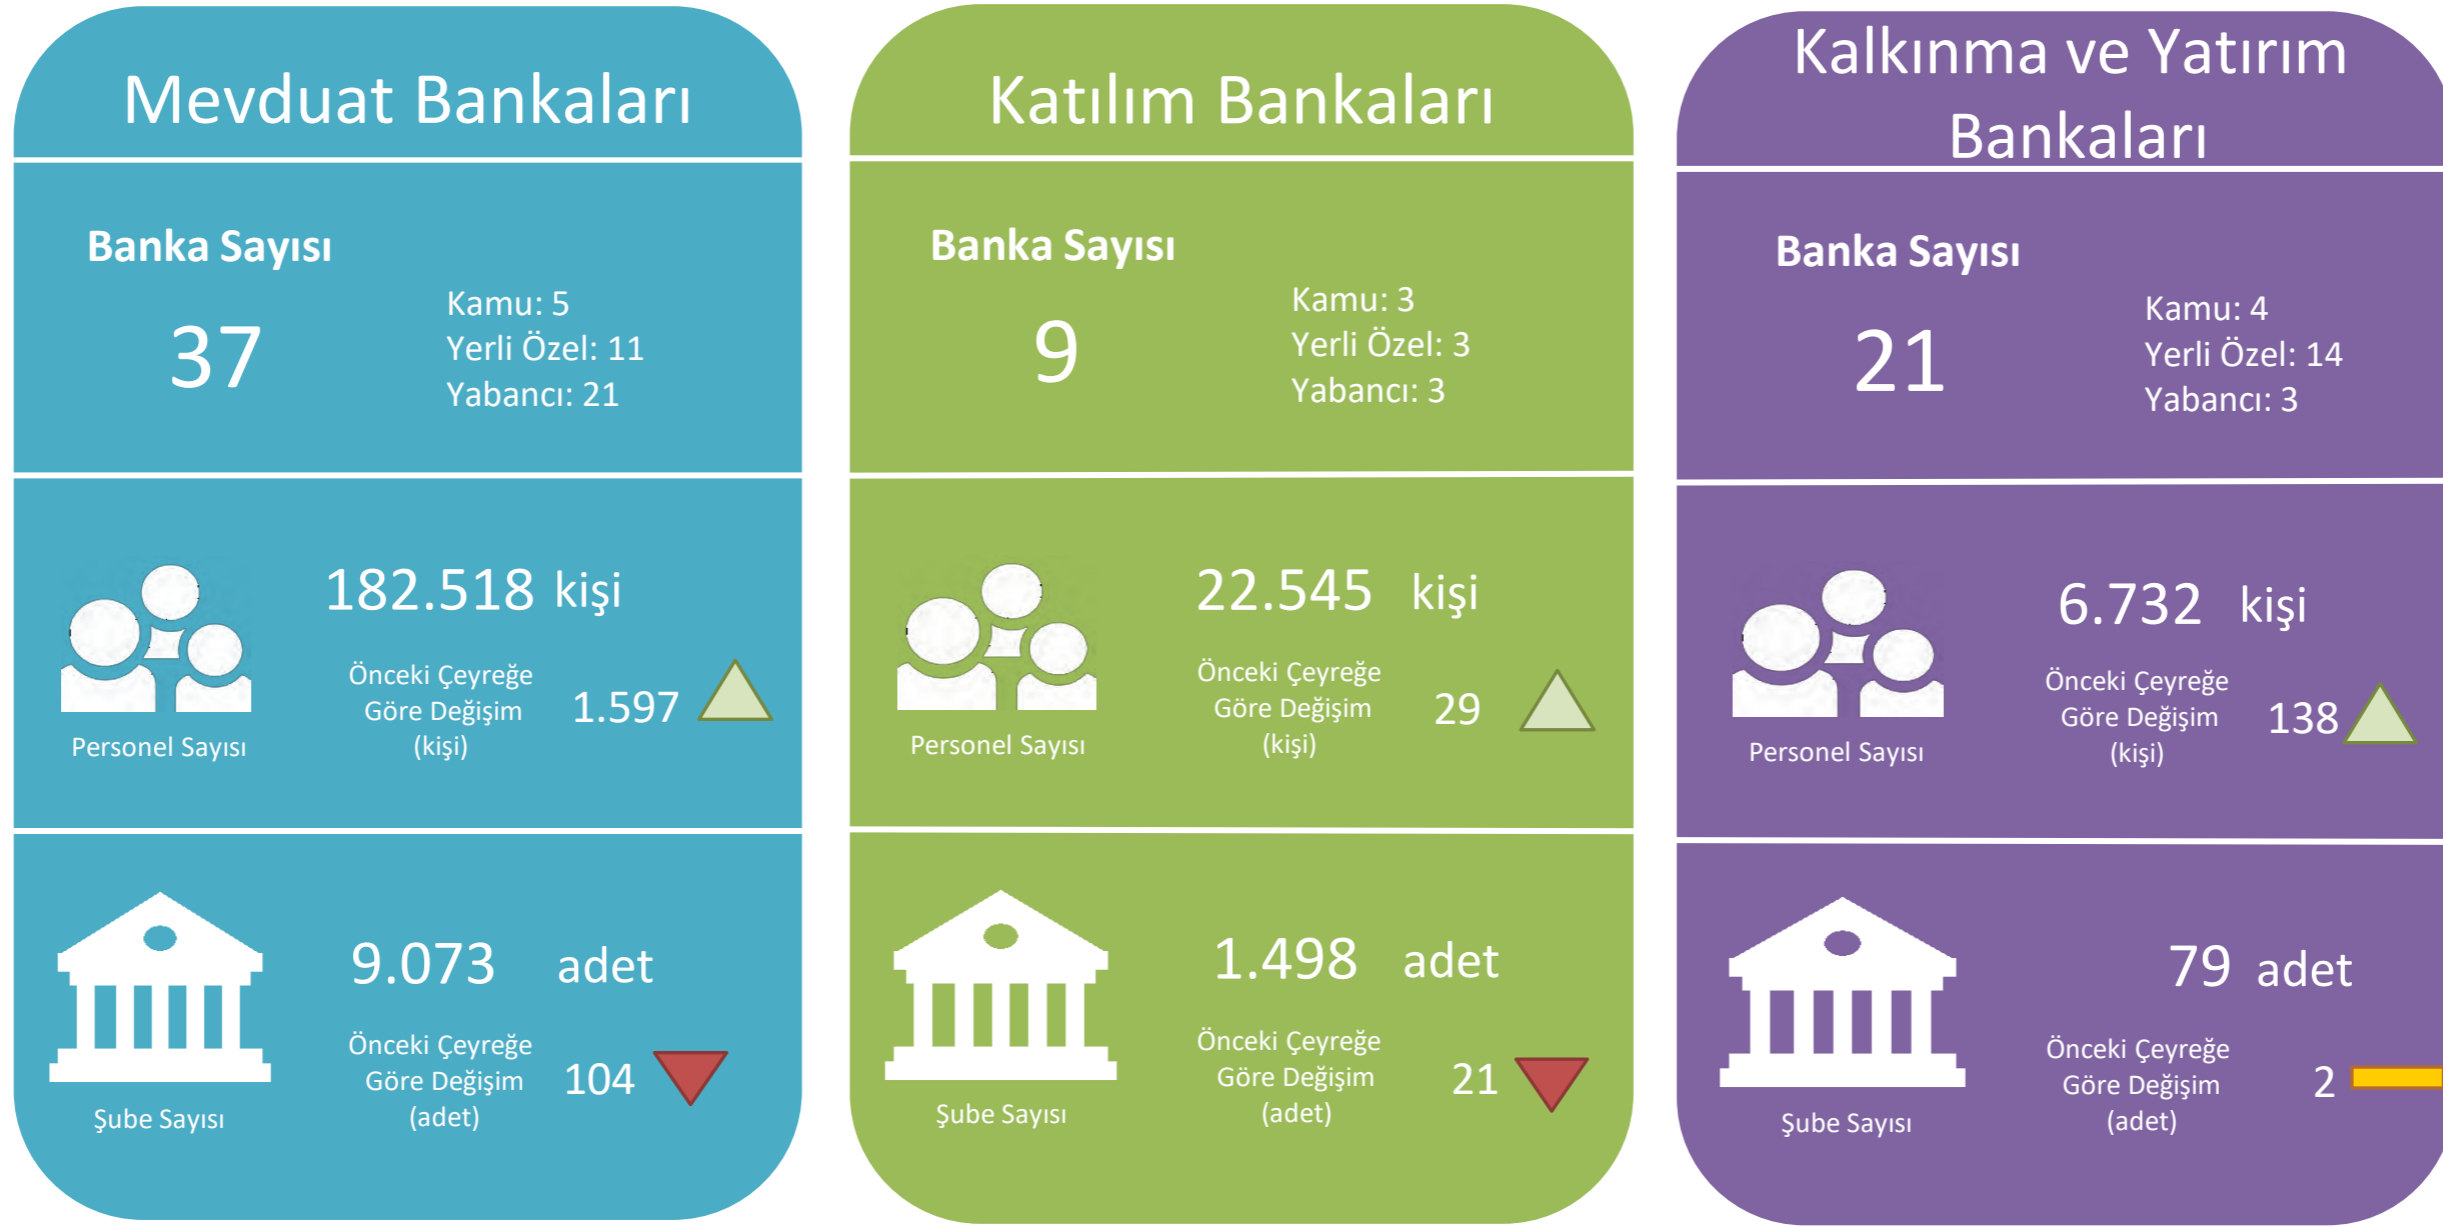 Mevduat Bankaları
Banka Sayısı
37
Kamu: 5
Yerli Özel: 11
Yabancı: 21
182.518 kişi
Önceki Çeyreğe
Göre Değişim
(kişi)
1.597
Personel Sayısı
9.073 adet
Önceki Çeyreğe
Göre Değişim
(adet)
104
Şube Sayısı
Katılım Bankaları
Banka Sayısı
9
Kamu: 3
Yerli Özel: 3
Yabancı: 3
22.545 kişi
Önceki Çeyreğe
Göre Değişim
(kişi)
29
Personel Sayısı
1.498 adet
Önceki Çeyreğe
Göre Değişim
(adet)
21
Şube Sayısı
Kalkınma ve Yatırım
Bankaları
Banka Sayısı
21
Kamu: 4
Yerli Özel: 14
Yabancı: 3
6.732 kişi
Önceki Çeyreğe
Göre Değişim
(kişi)
138
Personel Sayısı
79 adet
Önceki Çeyreğe
Göre Değişim
(adet)
2
Şube Sayısı